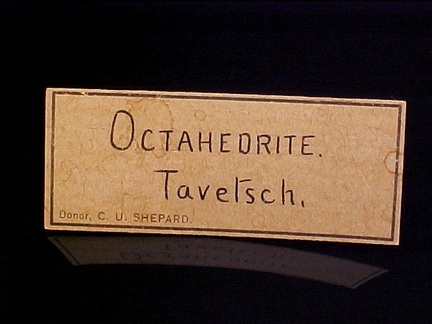 OCTAHEDRITE.
Tavetsch.
Donor, C. U. SHEPARD.